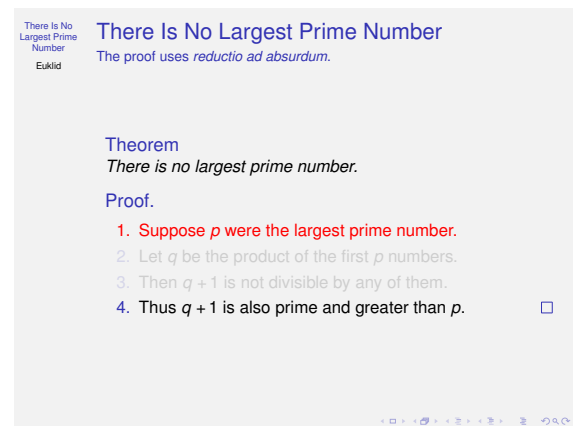 There Is No
Largest Prime
Number
Euklid
There Is No Largest Prime Number
The proof uses reductio ad absurdum.
Theorem
There is no largest prime number.
Proof.
1. Suppose p were the largest prime number.
2. Let q be the product of the first p numbers.
3. Then q + 1 is not divisible by any of them.
4. Thus q + 1 is also prime and greater than p.